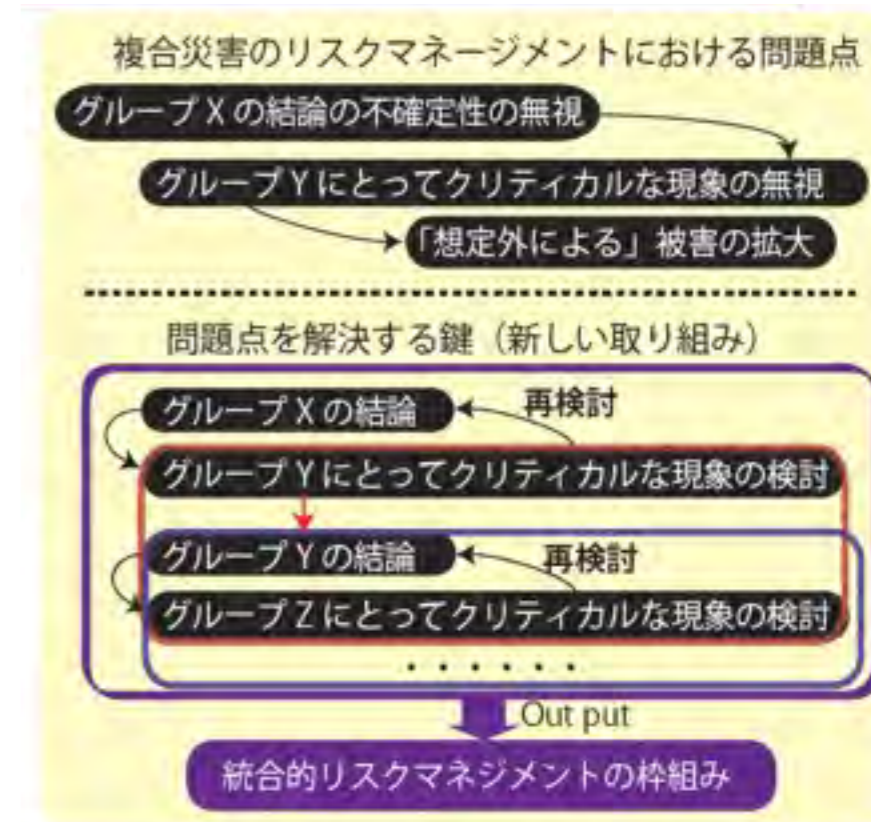 複合災害のリスクマネージメントにおける問題点
グループXの結論の不確定性の無視
グループYにとってクリティカルな現象の無視
「想定外による」被害の拡大
問題点を解決する鍵（新しい取り組み）
グループXの結論
再検討
グループYにとってクリティカルな現象の検討
グループYの結論
再検討
グループZにとってクリティカルな現象の検討
・・・・・・
Out put
統合的リスクマネジメントの枠組み